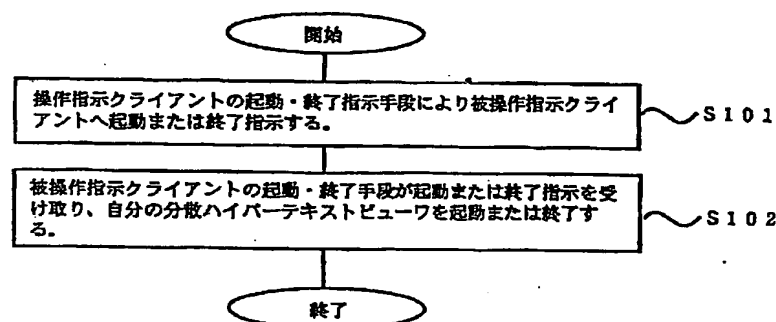 開始
操作指示クライアントの起動・終了指示手段により被操作指示クライ
アントへ起動または終了指示する。
S101
被操作指示クライアントの起動・終了手段が起動または終了指示を受
け取り、自分の分散ハイパーテキストビューワを起動または終了す
る。
S102
終了